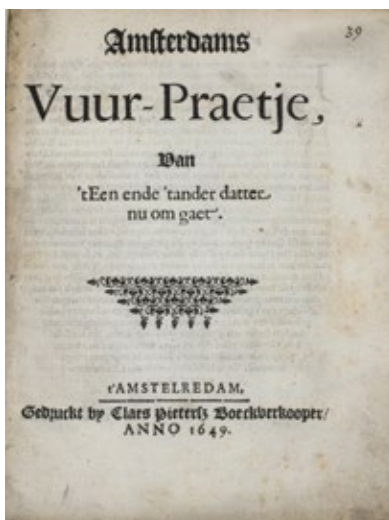 Amsterdams
39
Vuur-Praetje,
Van
'tEen ende 'tander datter
nu om gaet.
t'AMSTELREDAM,
Gedruckt by Claes Pietersz Boeckverkooper/
ANNO 1649.